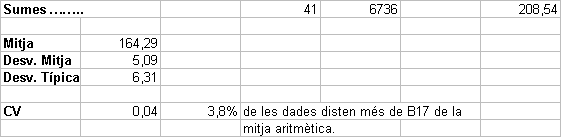 Sumes …….. 41 6736 208,54
Mitja 164,29
Desv. Mitja 5,09
Desv. Típica 6,31
CV 0,04 3,8% de les dades disten més de B17 de la
mitja aritmètica.